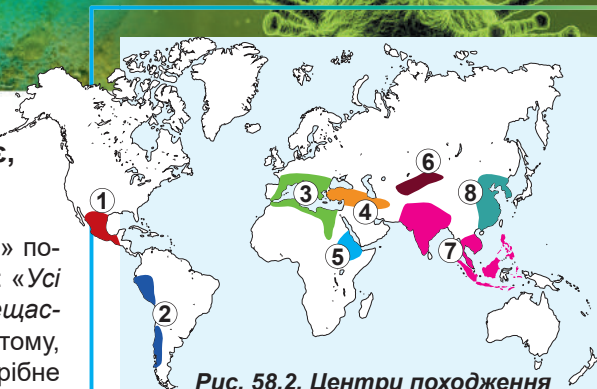 є,
» по-
: «Усі
ещас-
тому,
рібне
1
2
3
4
5
6
7
8
Рис. 58.2. Центри походження